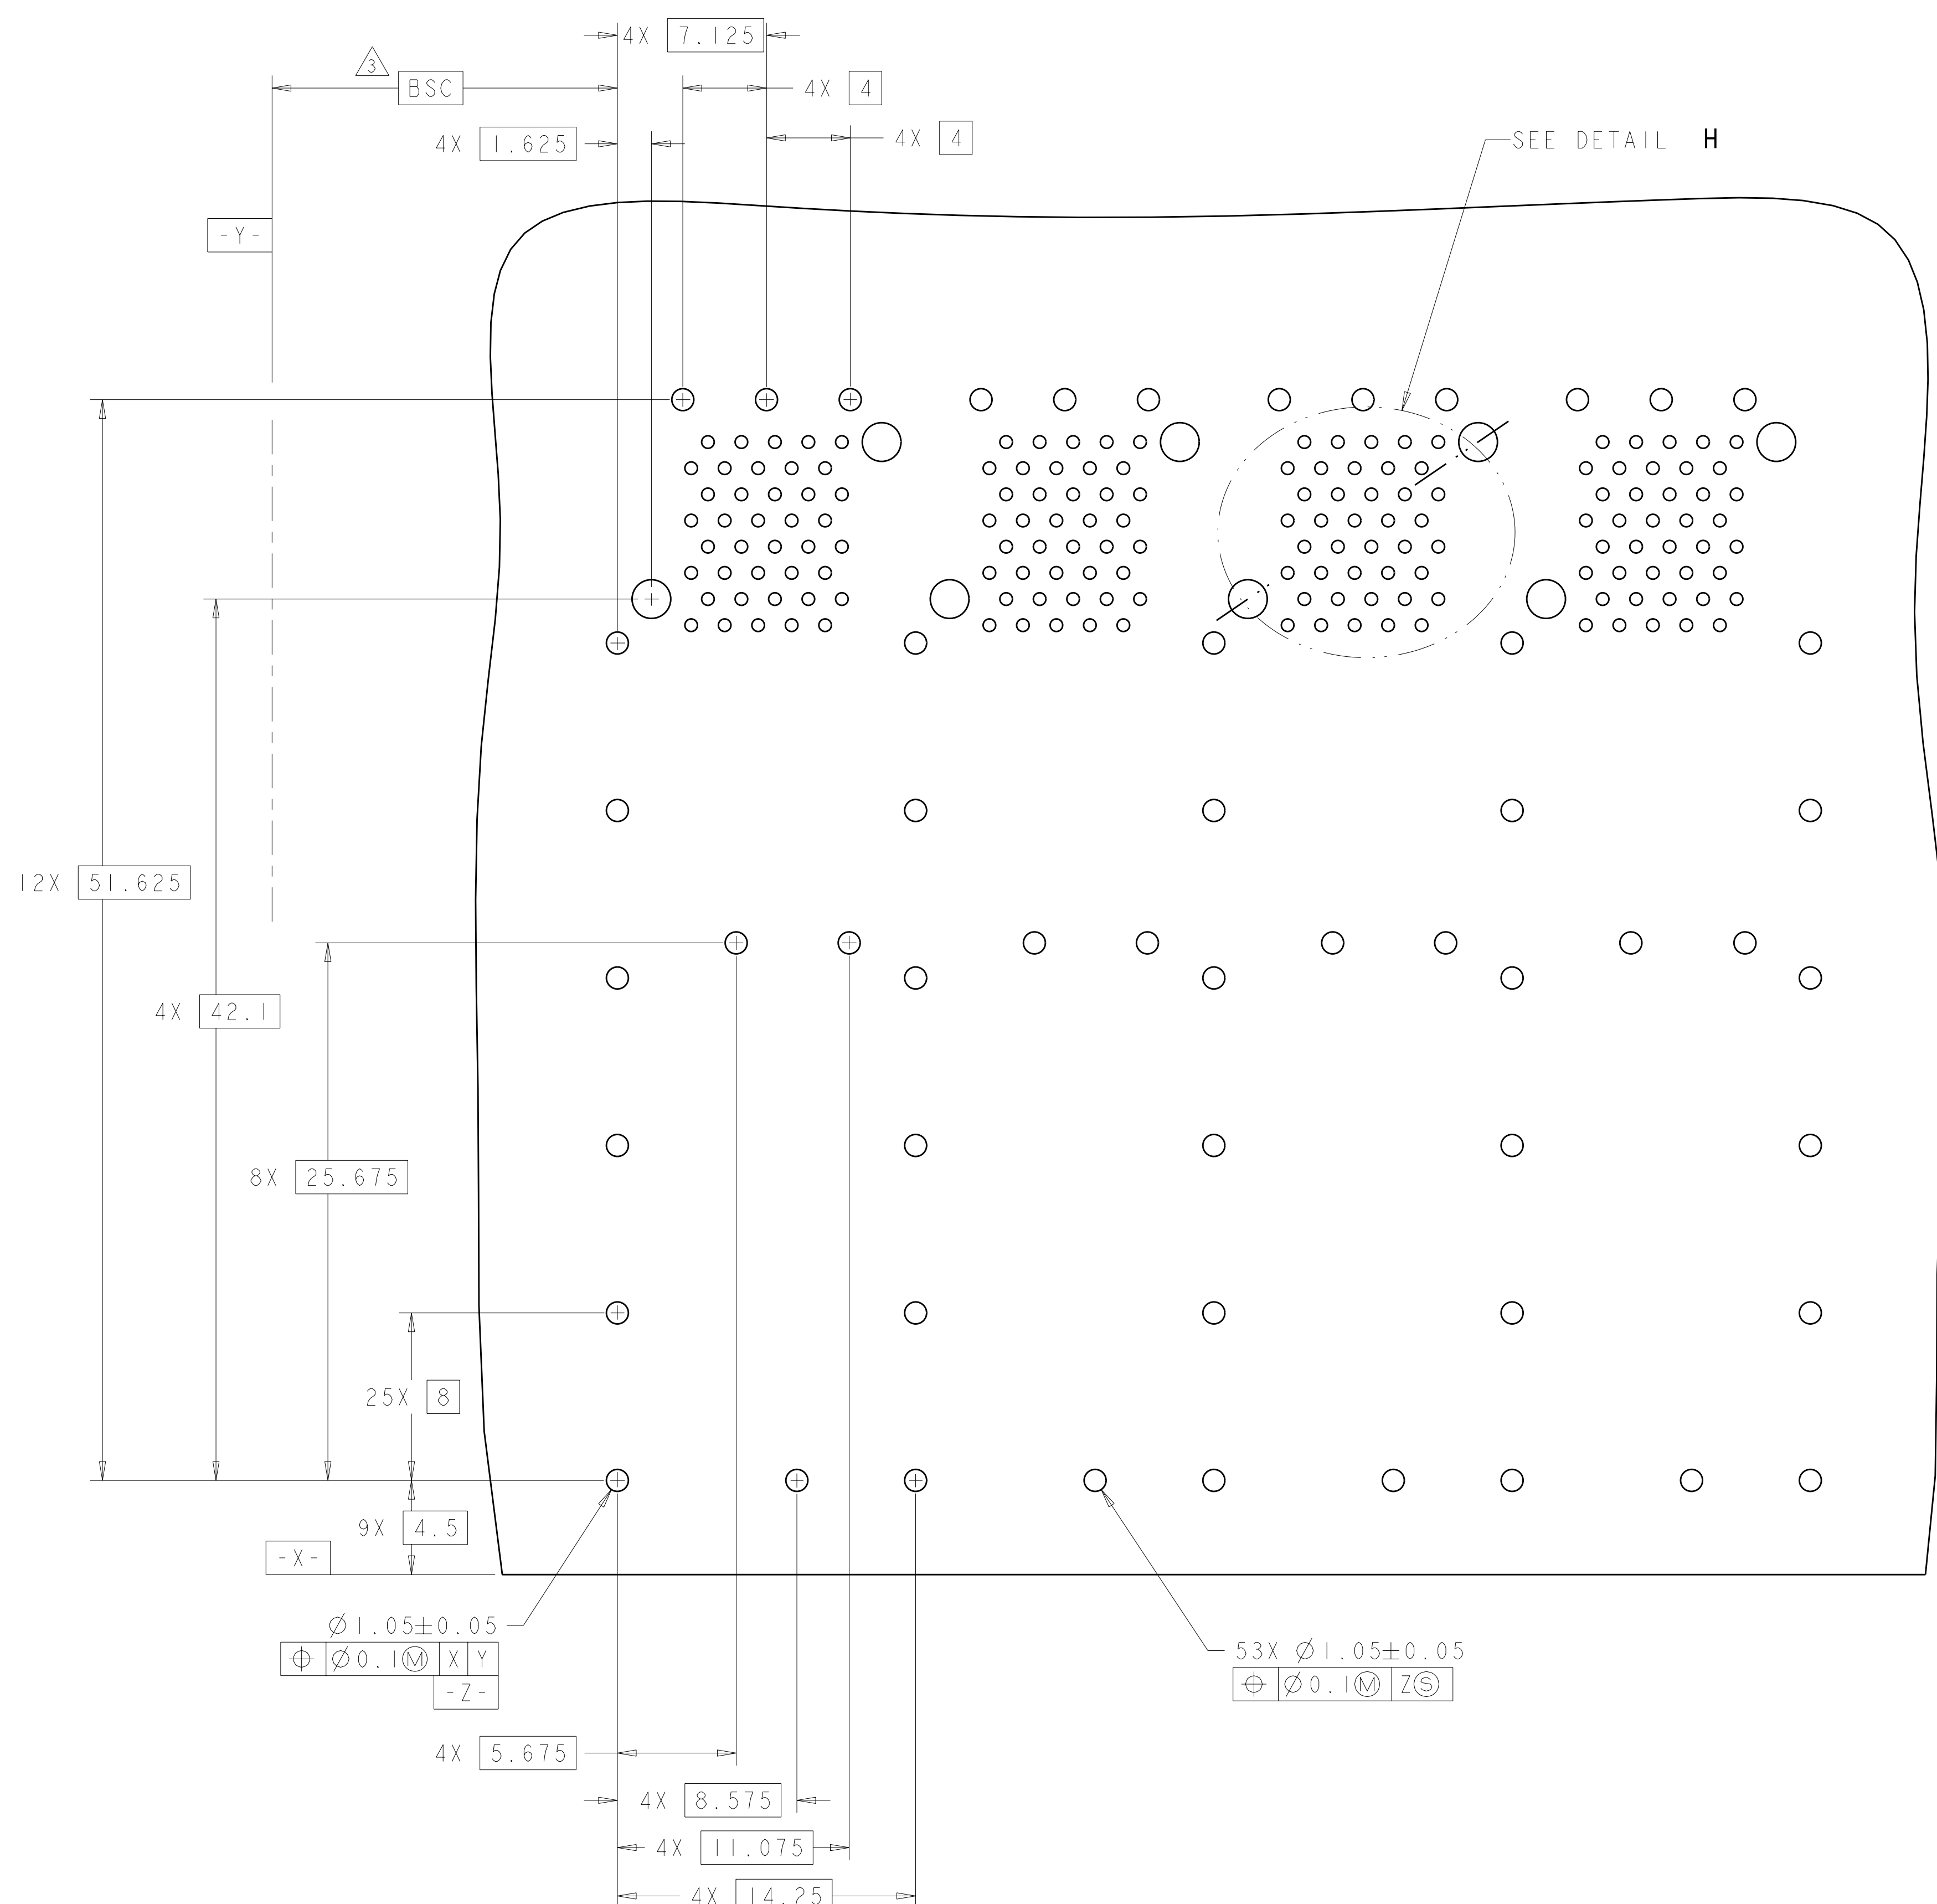 4X 7.125
3
BSC
4X 4
4X 1.625
4X 4
SEE DETAIL H
-Y-
12X 51.625
4X 42.1
8X 25.675
25X 8
9X 4.5
-X-
Ø1.05±0.05
⌖ Ø0.1Ⓜ X Y
-Z-
53X Ø1.05±0.05
⌖ Ø0.1Ⓜ ZⓈ
4X 5.675
4X 8.575
4X 11.075
4X 14.25